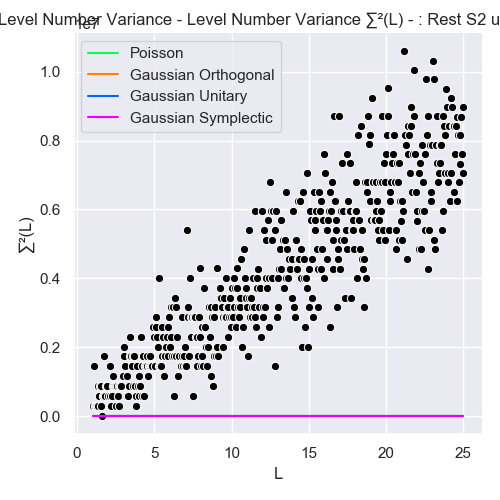 Level Number Variance - Level Number Variance ∑²(L) - : Rest S2 u
1e7
Poisson
Gaussian Orthogonal
Gaussian Unitary
Gaussian Symplectic
1.0
0.8
0.6
0.4
0.2
0.0
∑²(L)
0 5 10 15 20 25
L